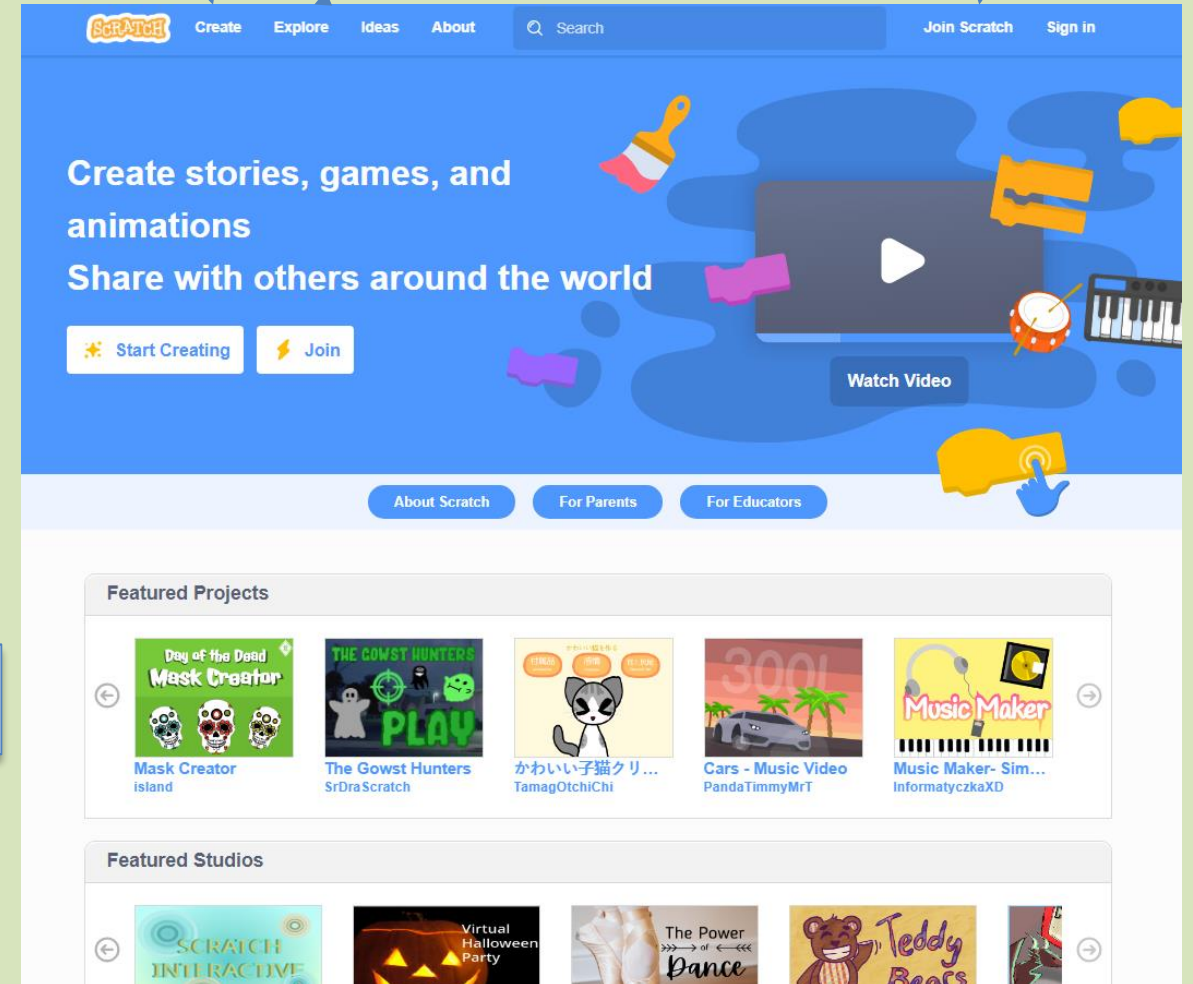 SCRATCH Create Explore Ideas About Search Join Scratch Sign in
Create stories, games, and
animations
Share with others around the world
Start Creating Join
Watch Video
About Scratch For Parents For Educators
Featured Projects
Day of the Dead
Mask Creator
THE GOWST HUNTERS
PLAY
300!
Music Maker
Mask Creator
island
The Gowst Hunters
SrDraScratch
かわいい子猫クリ...
TamagOtchiChi
Cars - Music Video
PandaTimmyMrT
Music Maker- Sim...
InformatyczkaXD
Featured Studios
SCRATCH
INTERACTIVE
Virtual
Halloween
Party
The Power
of
Dance
Teddy
Bears